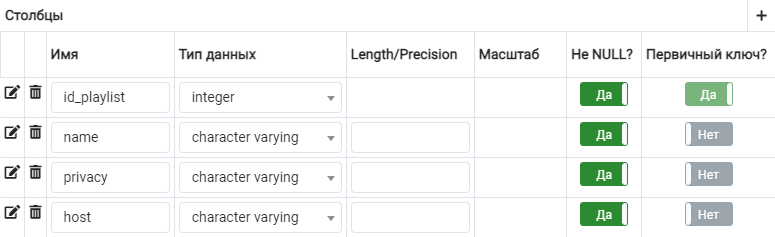 Столбцы +
Имя Тип данных Length/Precision Масштаб Не NULL? Первичный ключ?
id_playlist integer Да Да
name character varying Да Нет
privacy character varying Да Нет
host character varying Да Нет